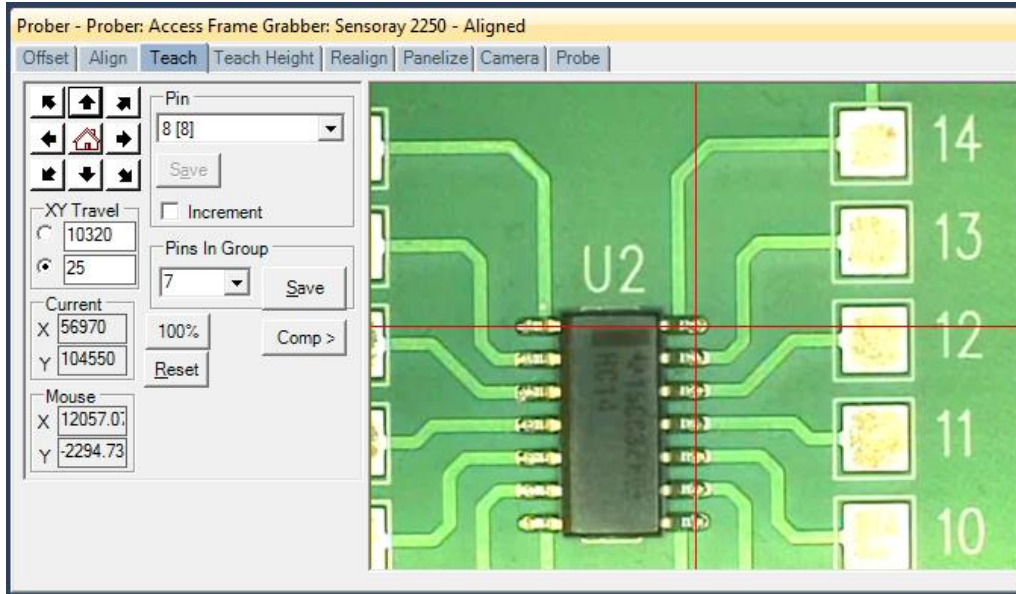 Prober - Prober: Access Frame Grabber: Sensoray 2250 - Aligned
Offset Align Teach Teach Height Realign Panelize Camera Probe
Pin
8 [8]
Save
Increment
XY Travel
10320
25
Pins In Group
7
Save
Current
X 56970
Y 104550
100%
Comp >
Reset
Mouse
X 12057.0
Y -2294.73
U2
14
13
12
11
10
HC14